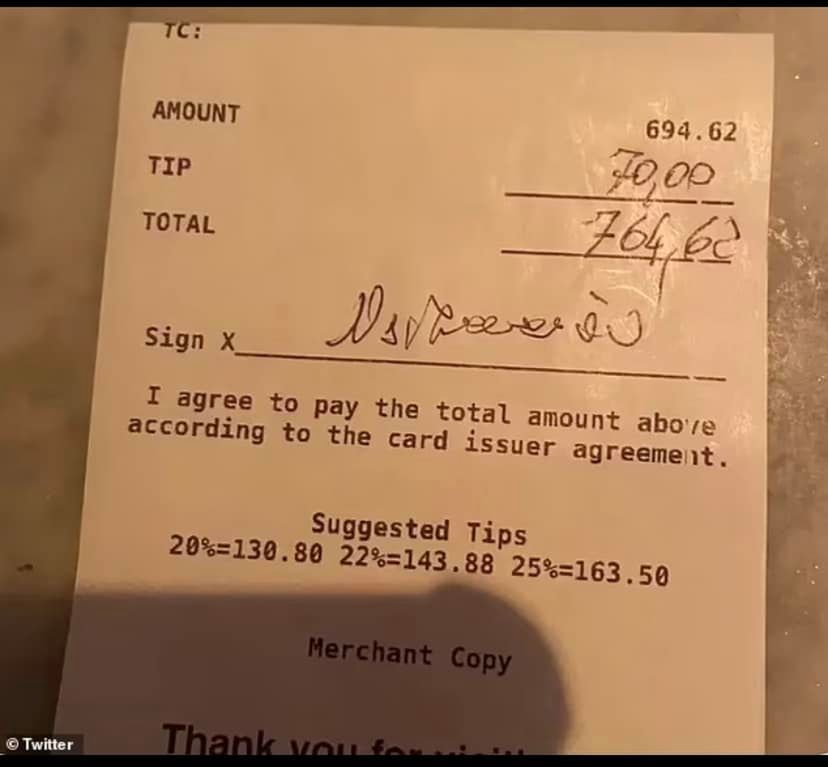 TC:
AMOUNT 694.62
TIP 70,00
TOTAL 764,62
Sign X
I agree to pay the total amount above
according to the card issuer agreement.
Suggested Tips
20%=130.80 22%=143.88 25%=163.50
Merchant Copy
Thank you for
© Twitter